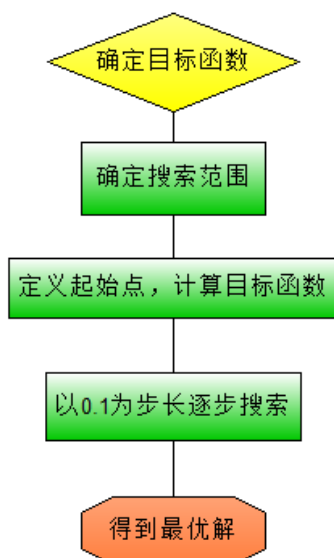 确定目标函数
确定搜索范围
定义起始点，计算目标函数
以0.1为步长逐步搜索
得到最优解